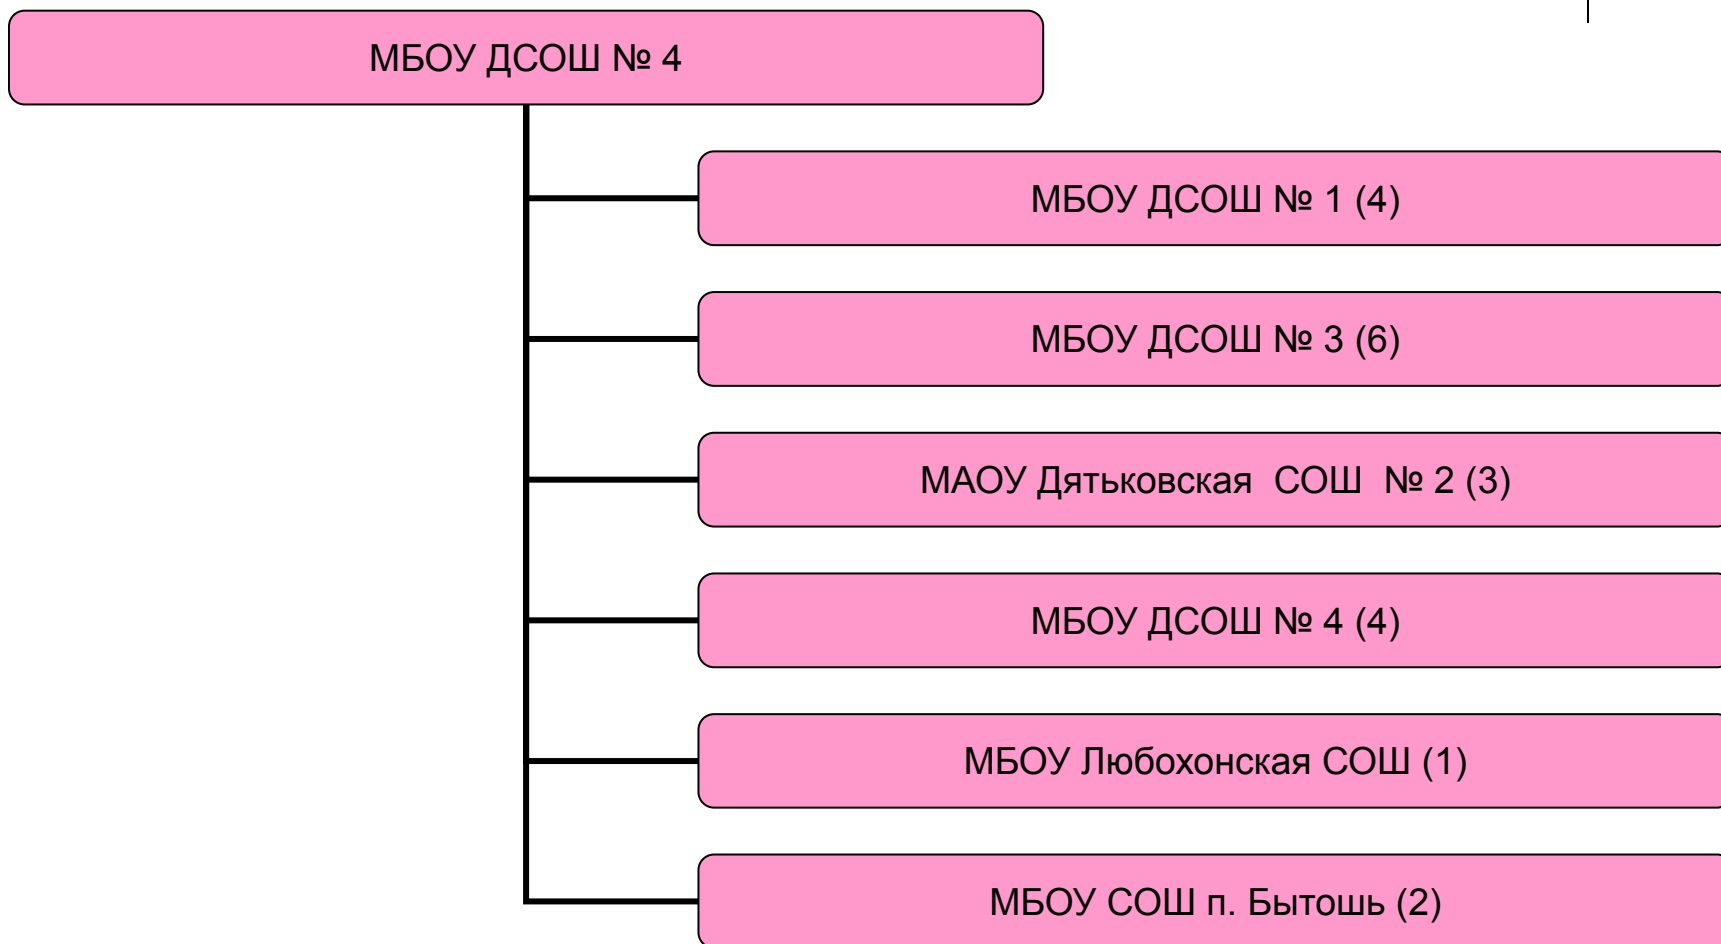 МБОУ ДСОШ № 4
МБОУ ДСОШ № 1 (4)
МБОУ ДСОШ № 3 (6)
МАОУ Дятьковская СОШ № 2 (3)
МБОУ ДСОШ № 4 (4)
МБОУ Любохонская СОШ (1)
МБОУ СОШ п. Бытошь (2)